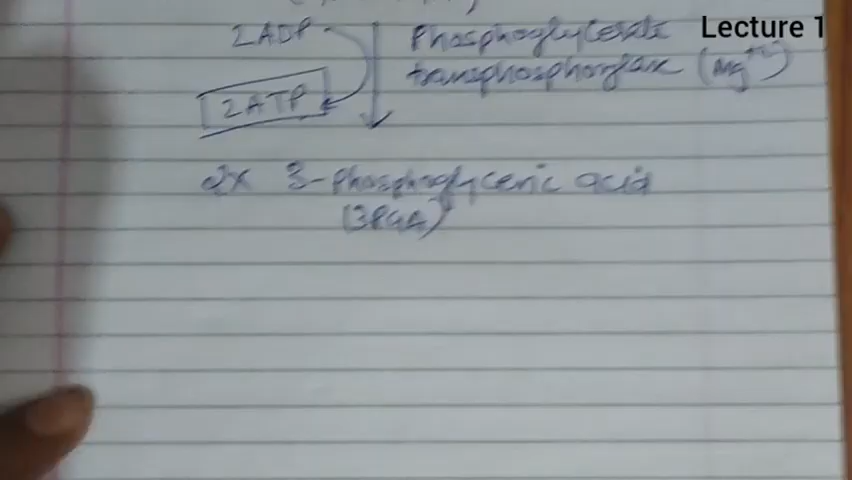 Lecture 1
2ADP
Phosphoglycerate
transphosphorylase (Mg++)
2ATP
2X 3-phosphoglyceric acid
(3PGA)